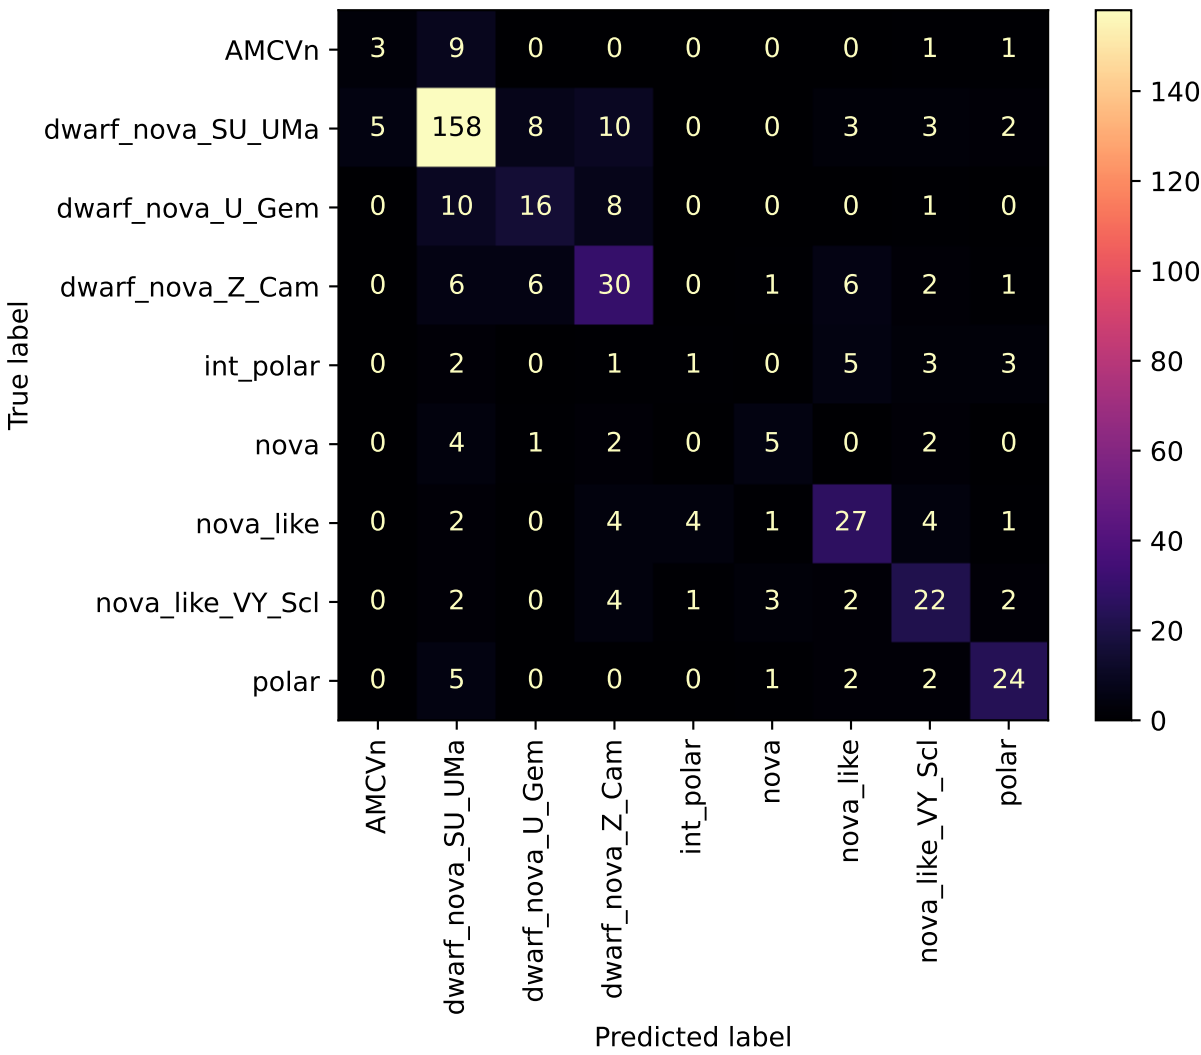 True label
AMCVn 3 9 0 0 0 0 0 1 1
dwarf_nova_SU_UMa 5 158 8 10 0 0 3 3 2
dwarf_nova_U_Gem 0 10 16 8 0 0 0 1 0
dwarf_nova_Z_Cam 0 6 6 30 0 1 6 2 1
int_polar 0 2 0 1 1 0 5 3 3
nova 0 4 1 2 0 5 0 2 0
nova_like 0 2 0 4 4 1 27 4 1
nova_like_VY_Scl 0 2 0 4 1 3 2 22 2
polar 0 5 0 0 0 1 2 2 24
AMCVn
dwarf_nova_SU_UMa
dwarf_nova_U_Gem
dwarf_nova_Z_Cam
int_polar
nova
nova_like
nova_like_VY_Scl
polar
Predicted label
140
120
100
80
60
40
20
0